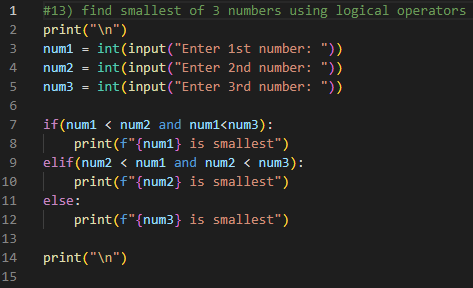 1 #13) find smallest of 3 numbers using logical operators
2 print("\n")
3 num1 = int(input("Enter 1st number: "))
4 num2 = int(input("Enter 2nd number: "))
5 num3 = int(input("Enter 3rd number: "))
6
7 if(num1 < num2 and num1<num3):
8     print(f"{num1} is smallest")
9 elif(num2 < num1 and num2 < num3):
10     print(f"{num2} is smallest")
11 else:
12     print(f"{num3} is smallest")
13
14 print("\n")
15